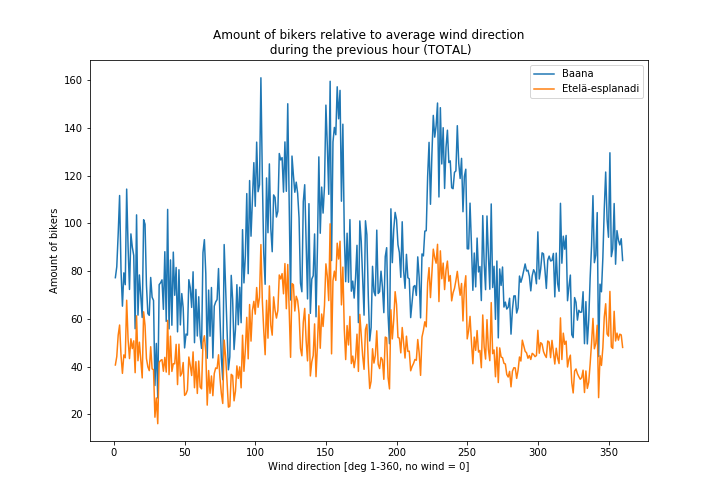 Amount of bikers relative to average wind direction
during the previous hour (TOTAL)
Baana
Etelä-esplanadi
160
140
120
100
80
60
40
20
Amount of bikers
0 50 100 150 200 250 300 350
Wind direction [deg 1-360, no wind = 0]